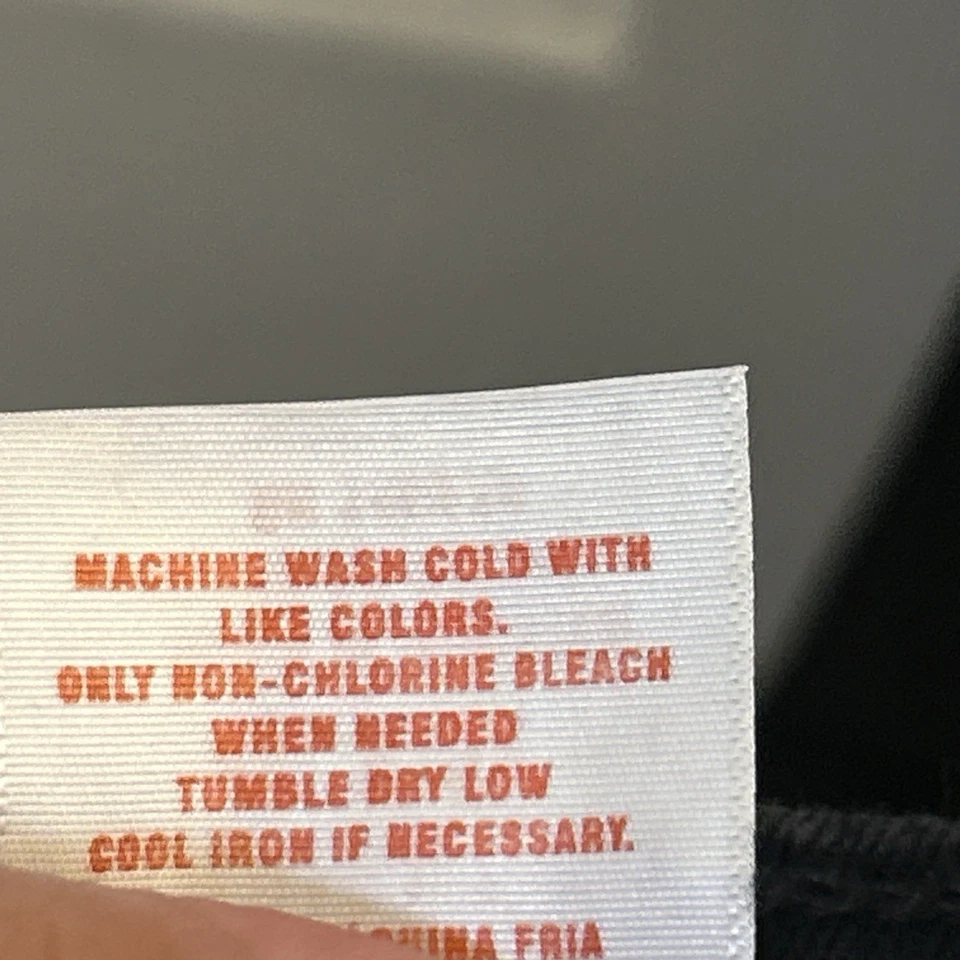 MACHINE WASH COLD WITH
LIKE COLORS.
ONLY NON-CHLORINE BLEACH
WHEN NEEDED
TUMBLE DRY LOW
COOL IRON IF NECESSARY.
FRIA